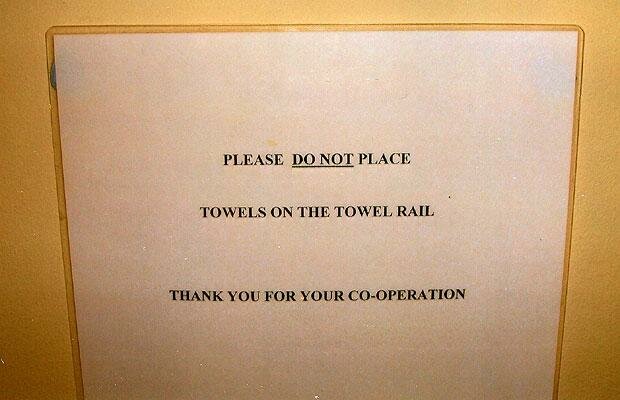 PLEASE DO NOT PLACE
TOWELS ON THE TOWEL RAIL
THANK YOU FOR YOUR CO-OPERATION